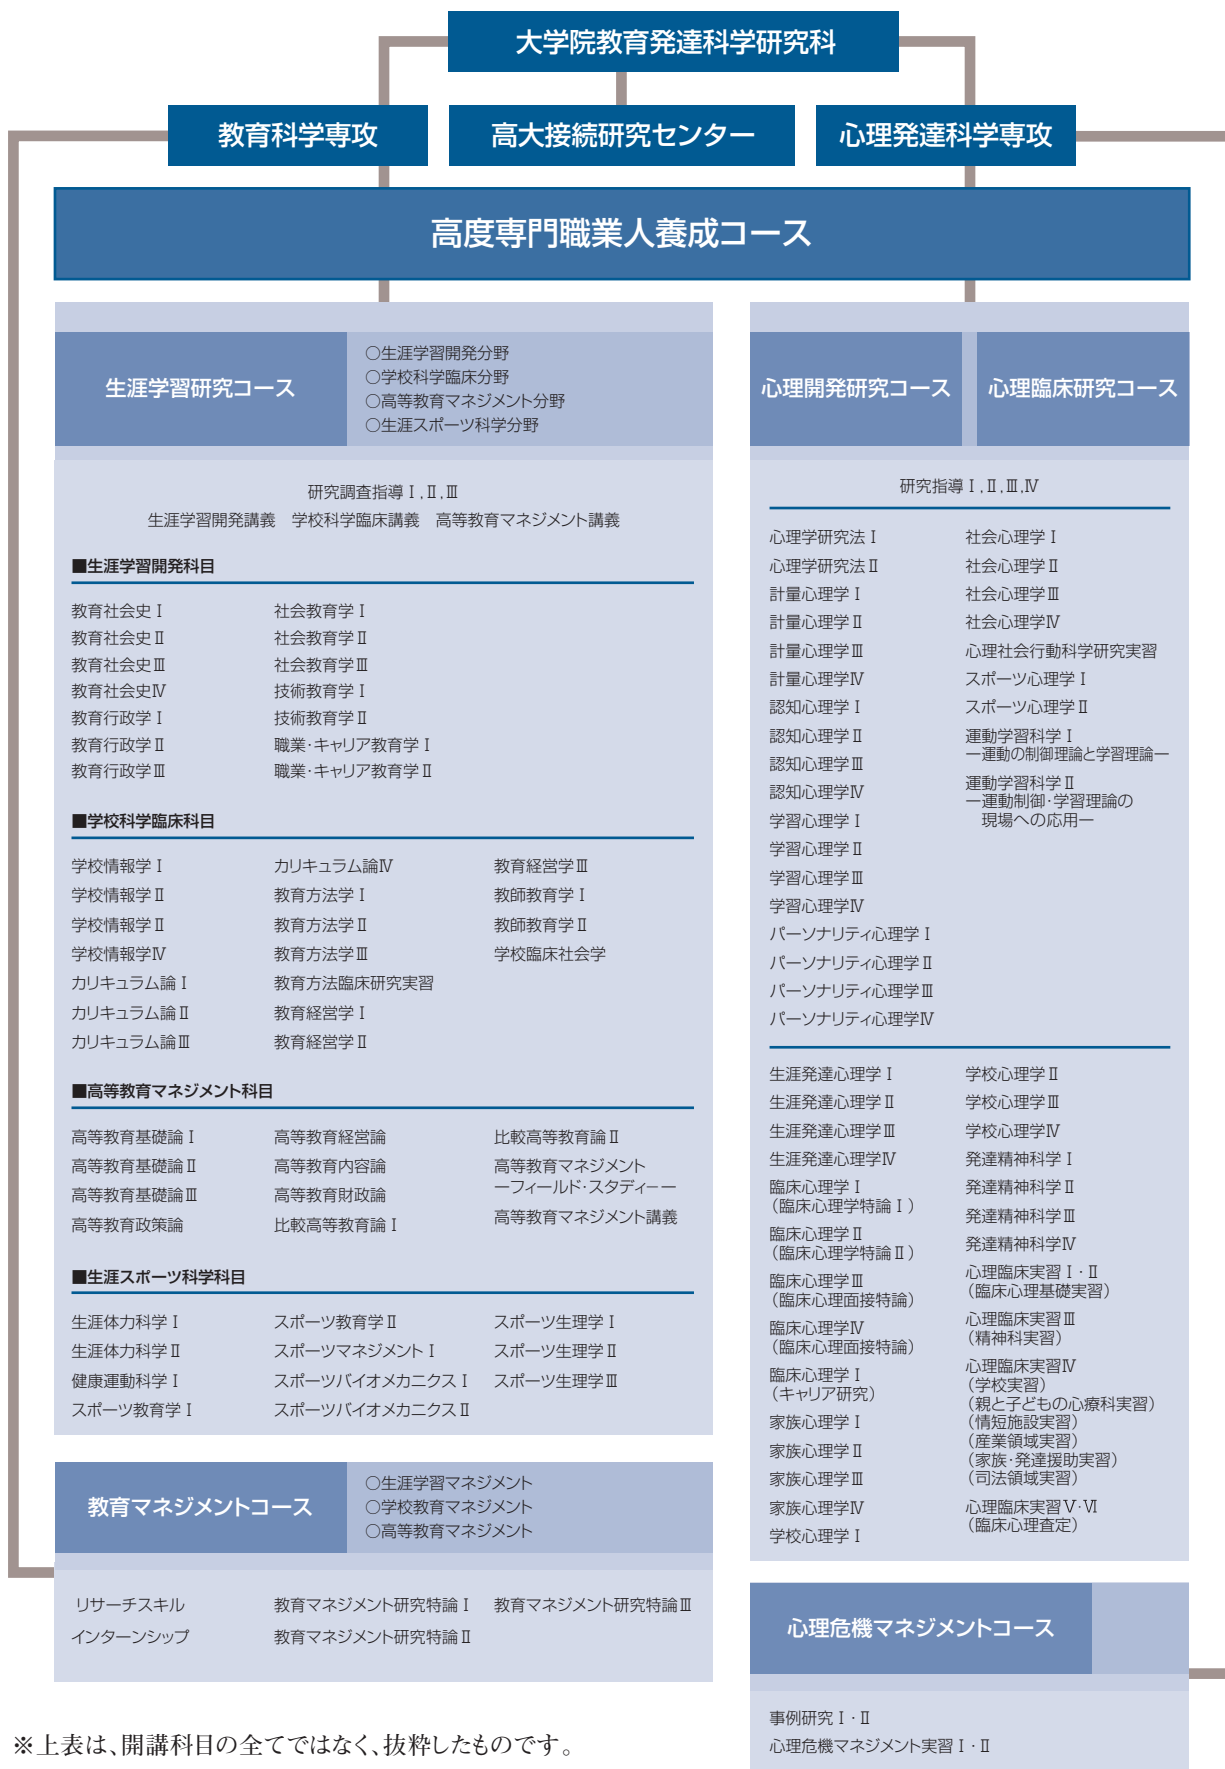 大学院教育発達科学研究科
教育科学専攻
高大接続研究センター
心理発達科学専攻
高度専門職業人養成コース
生涯学習研究コース
○生涯学習開発分野
○学校科学臨床分野
○高等教育マネジメント分野
○生涯スポーツ科学分野
研究調査指導Ⅰ,Ⅱ,Ⅲ
生涯学習開発講義 学校科学臨床講義 高等教育マネジメント講義
■生涯学習開発科目
教育社会史Ⅰ 社会教育学Ⅰ
教育社会史Ⅱ 社会教育学Ⅱ
教育社会史Ⅲ 社会教育学Ⅲ
教育社会史Ⅳ 技術教育学Ⅰ
教育行政学Ⅰ 技術教育学Ⅱ
教育行政学Ⅱ 職業・キャリア教育学Ⅰ
教育行政学Ⅲ 職業・キャリア教育学Ⅱ
■学校科学臨床科目
学校情報学Ⅰ カリキュラム論Ⅳ 教育経営学Ⅲ
学校情報学Ⅱ 教育方法学Ⅰ 教師教育学Ⅰ
学校情報学Ⅱ 教育方法学Ⅱ 教師教育学Ⅱ
学校情報学Ⅳ 教育方法学Ⅲ 学校臨床社会学
カリキュラム論Ⅰ 教育方法臨床研究実習
カリキュラム論Ⅱ 教育経営学Ⅰ
カリキュラム論Ⅲ 教育経営学Ⅱ
■高等教育マネジメント科目
高等教育基礎論Ⅰ 高等教育経営論 比較高等教育論Ⅱ
高等教育基礎論Ⅱ 高等教育内容論 高等教育マネジメント
ーフィールド・スタディーー
高等教育基礎論Ⅲ 高等教育財政論
高等教育政策論 比較高等教育論Ⅰ 高等教育マネジメント講義
■生涯スポーツ科学科目
生涯体力科学Ⅰ スポーツ教育学Ⅱ スポーツ生理学Ⅰ
生涯体力科学Ⅱ スポーツマネジメントⅠ スポーツ生理学Ⅱ
健康運動科学Ⅰ スポーツバイオメカニクスⅠ スポーツ生理学Ⅲ
スポーツ教育学Ⅰ スポーツバイオメカニクスⅡ
教育マネジメントコース
○生涯学習マネジメント
○学校教育マネジメント
○高等教育マネジメント
リサーチスキル 教育マネジメント研究特論Ⅰ 教育マネジメント研究特論Ⅲ
インターンシップ 教育マネジメント研究特論Ⅱ
心理開発研究コース
心理臨床研究コース
研究指導Ⅰ,Ⅱ,Ⅲ,Ⅳ
心理学研究法Ⅰ
心理学研究法Ⅱ
計量心理学Ⅰ
計量心理学Ⅱ
計量心理学Ⅲ
計量心理学Ⅳ
認知心理学Ⅰ
認知心理学Ⅱ
認知心理学Ⅲ
認知心理学Ⅳ
学習心理学Ⅰ
学習心理学Ⅱ
学習心理学Ⅲ
学習心理学Ⅳ
パーソナリティ心理学Ⅰ
パーソナリティ心理学Ⅱ
パーソナリティ心理学Ⅲ
パーソナリティ心理学Ⅳ
社会心理学Ⅰ
社会心理学Ⅱ
社会心理学Ⅲ
社会心理学Ⅳ
心理社会行動科学研究実習
スポーツ心理学Ⅰ
スポーツ心理学Ⅱ
運動学習科学Ⅰ
ー運動の制御理論と学習理論ー
運動学習科学Ⅱ
ー運動制御・学習理論の
現場への応用ー
生涯発達心理学Ⅰ
生涯発達心理学Ⅱ
生涯発達心理学Ⅲ
生涯発達心理学Ⅳ
臨床心理学Ⅰ
（臨床心理学特論Ⅰ）
臨床心理学Ⅱ
（臨床心理学特論Ⅱ）
臨床心理学Ⅲ
（臨床心理面接特論）
臨床心理学Ⅳ
（臨床心理面接特論）
臨床心理学Ⅰ
（キャリア研究）
家族心理学Ⅰ
家族心理学Ⅱ
家族心理学Ⅲ
家族心理学Ⅳ
学校心理学Ⅰ
学校心理学Ⅱ
学校心理学Ⅲ
学校心理学Ⅳ
発達精神科学Ⅰ
発達精神科学Ⅱ
発達精神科学Ⅲ
発達精神科学Ⅳ
心理臨床実習Ⅰ・Ⅱ
（臨床心理基礎実習）
心理臨床実習Ⅲ
（精神科実習）
心理臨床実習Ⅳ
（学校実習）
（親と子どもの心療科実習）
（情短施設実習）
（産業領域実習）
（家族・発達援助実習）
（司法領域実習）
心理臨床実習Ⅴ・Ⅵ
（臨床心理査定）
心理危機マネジメントコース
事例研究Ⅰ・Ⅱ
心理危機マネジメント実習Ⅰ・Ⅱ
※上表は、開講科目の全てではなく、抜粋したものです。